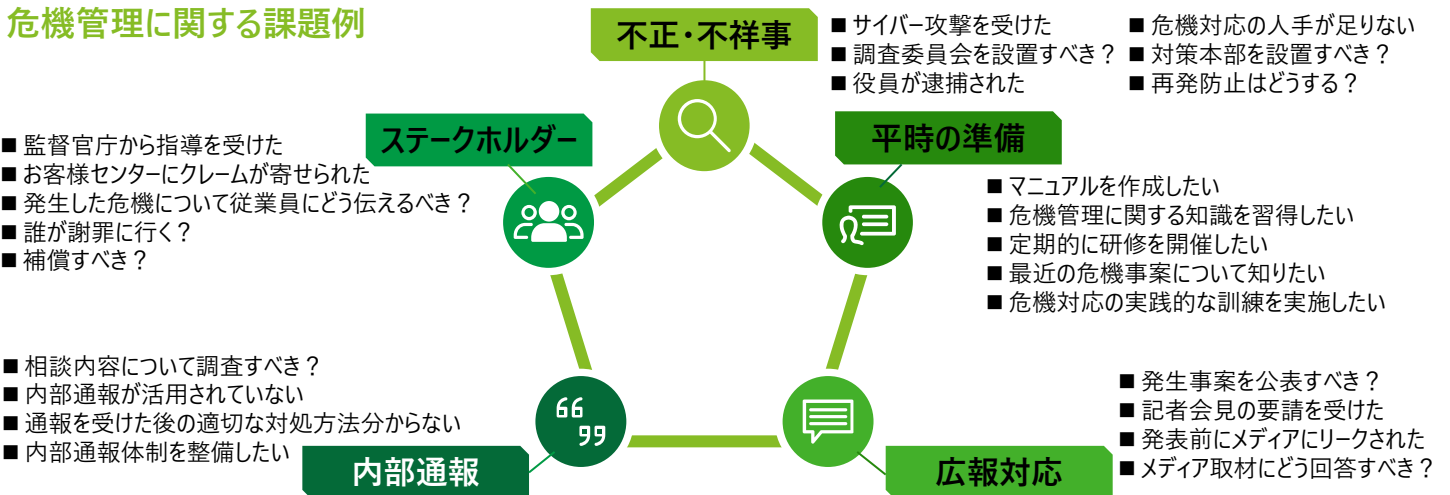 危機管理に関する課題例
不正・不祥事
■ サイバー攻撃を受けた
■ 調査委員会を設置すべき？
■ 役員が逮捕された
■ 危機対応の人手が足りない
■ 対策本部を設置すべき？
■ 再発防止はどうする？
ステークホルダー
■ 監督官庁から指導を受けた
■ お客様センターにクレームが寄せられた
■ 発生した危機について従業員にどう伝えるべき？
■ 誰が謝罪に行く？
■ 補償すべき？
平時の準備
■ マニュアルを作成したい
■ 危機管理に関する知識を習得したい
■ 定期的に研修を開催したい
■ 最近の危機事案について知りたい
■ 危機対応の実践的な訓練を実施したい
■ 相談内容について調査すべき？
■ 内部通報が活用されていない
■ 通報を受けた後の適切な対処方法分からない
■ 内部通報体制を整備したい
内部通報
■ 発生事案を公表すべき？
■ 記者会見の要請を受けた
■ 発表前にメディアにリークされた
■ メディア取材にどう回答すべき？
広報対応